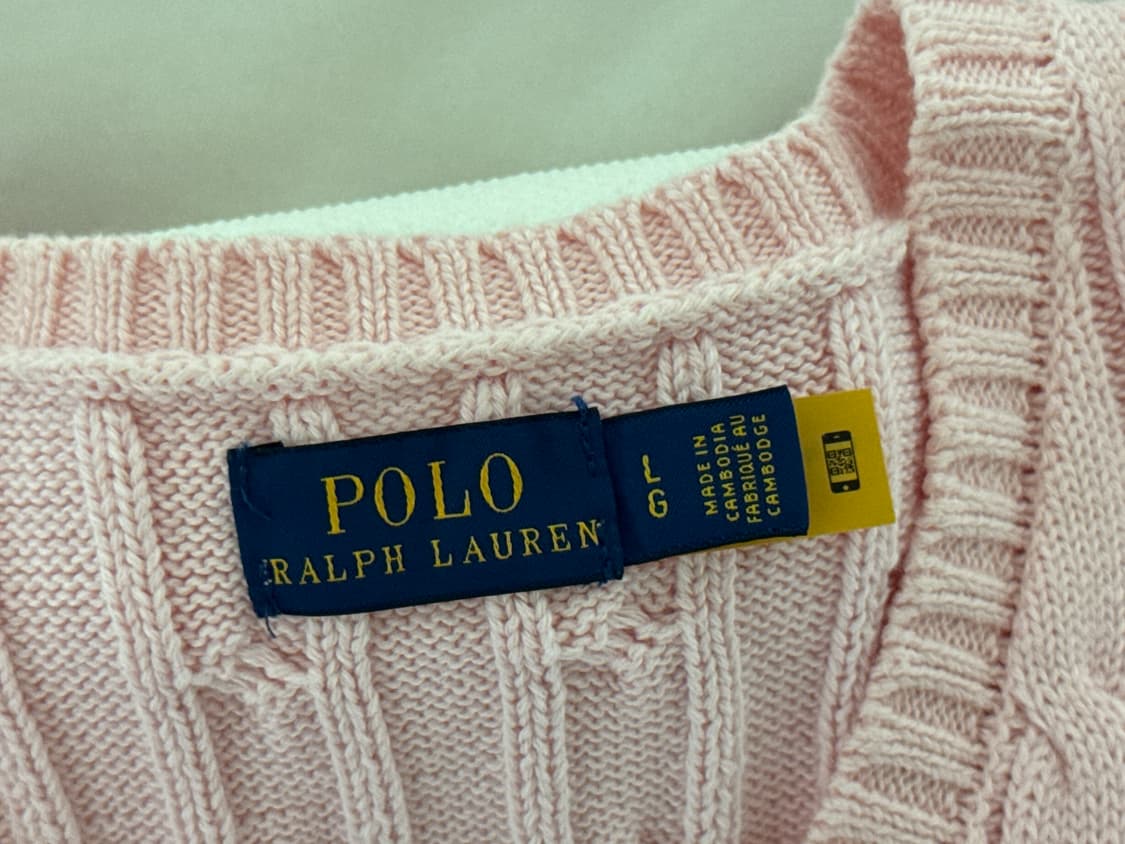 POLO
RALPH LAUREN
L
G
MADE IN
CAMBODIA
FABRIQUÉ AU
CAMBODGE